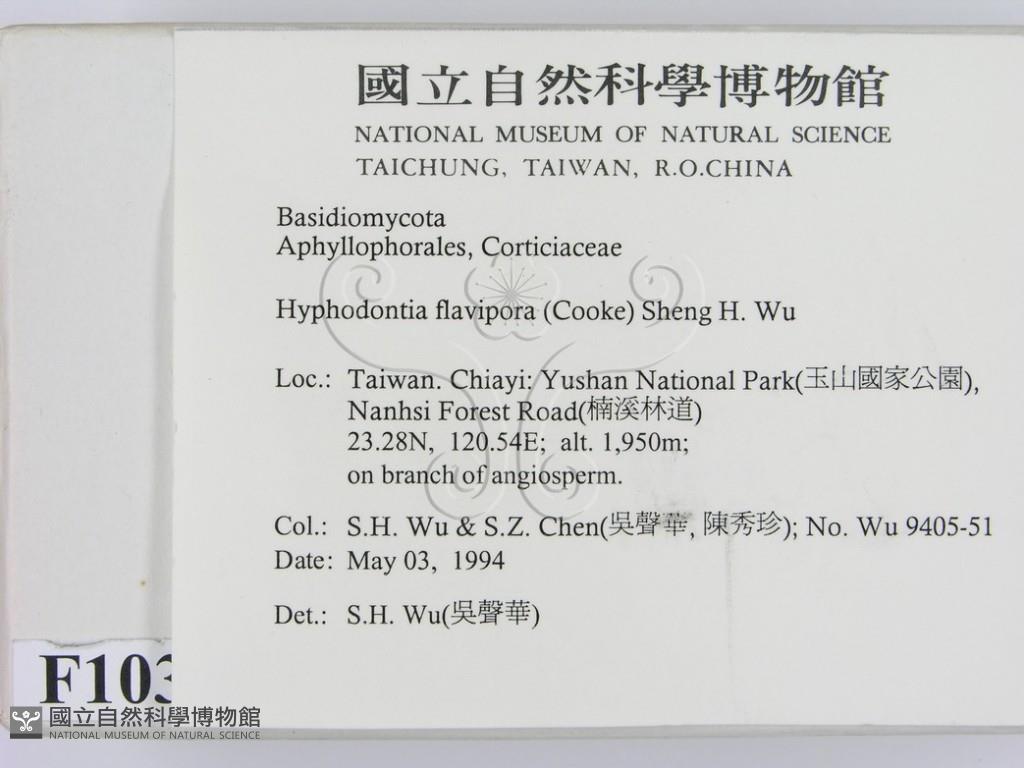 國立自然科學博物館
NATIONAL MUSEUM OF NATURAL SCIENCE
TAICHUNG, TAIWAN, R.O.CHINA
Basidiomycota
Aphyllophorales, Corticiaceae
Hyphodontia flavipora (Cooke) Sheng H. Wu
Loc.: Taiwan. Chiayi: Yushan National Park(玉山國家公園),
Nanhsi Forest Road(楠溪林道)
23.28N, 120.54E; alt. 1,950m;
on branch of angiosperm.
Col.: S.H. Wu & S.Z. Chen(吳聲華, 陳秀珍); No. Wu 9405-51
Date: May 03, 1994
Det.: S.H. Wu(吳聲華)
F103
國立自然科學博物館
NATIONAL MUSEUM OF NATURAL SCIENCE